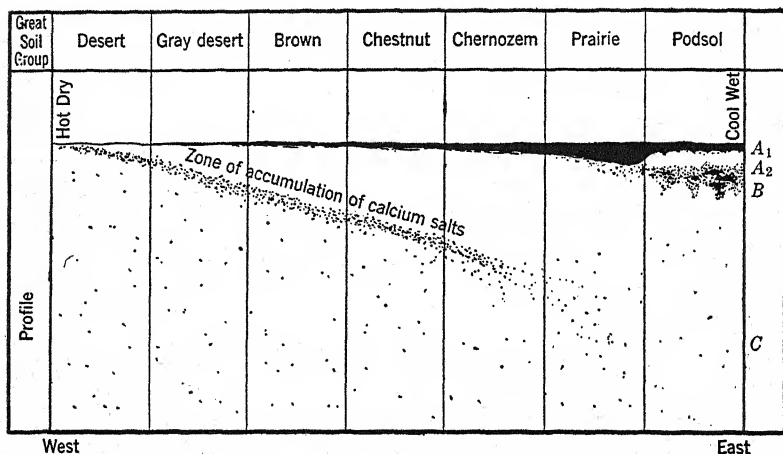 Great
Soil
Group
Desert
Gray desert
Brown
Chestnut
Chernozem
Prairie
Podsol
Hot Dry
Cool Wet
Zone of accumulation of calcium salts
Profile
A1
A2
B
C
West
East